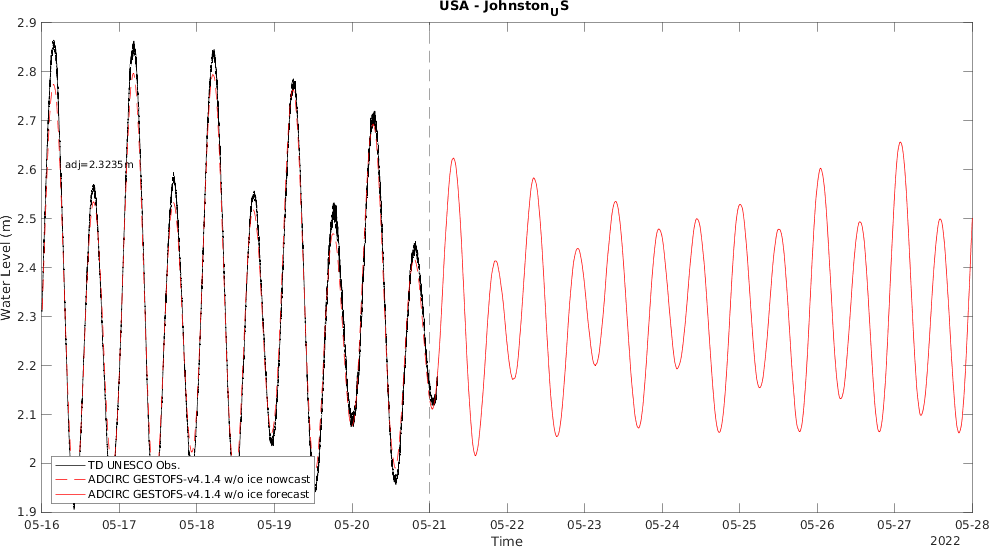 USA - Johnston_US
2.9
2.8
2.7
2.6
2.5
2.4
2.3
2.2
2.1
2
1.9
Water Level (m)
adj=2.3235m
TD UNESCO Obs.
ADCIRC GESTOFS-v4.1.4 w/o ice nowcast
ADCIRC GESTOFS-v4.1.4 w/o ice forecast
05-16 05-17 05-18 05-19 05-20 05-21 05-22 05-23 05-24 05-25 05-26 05-27 05-28
Time
2022